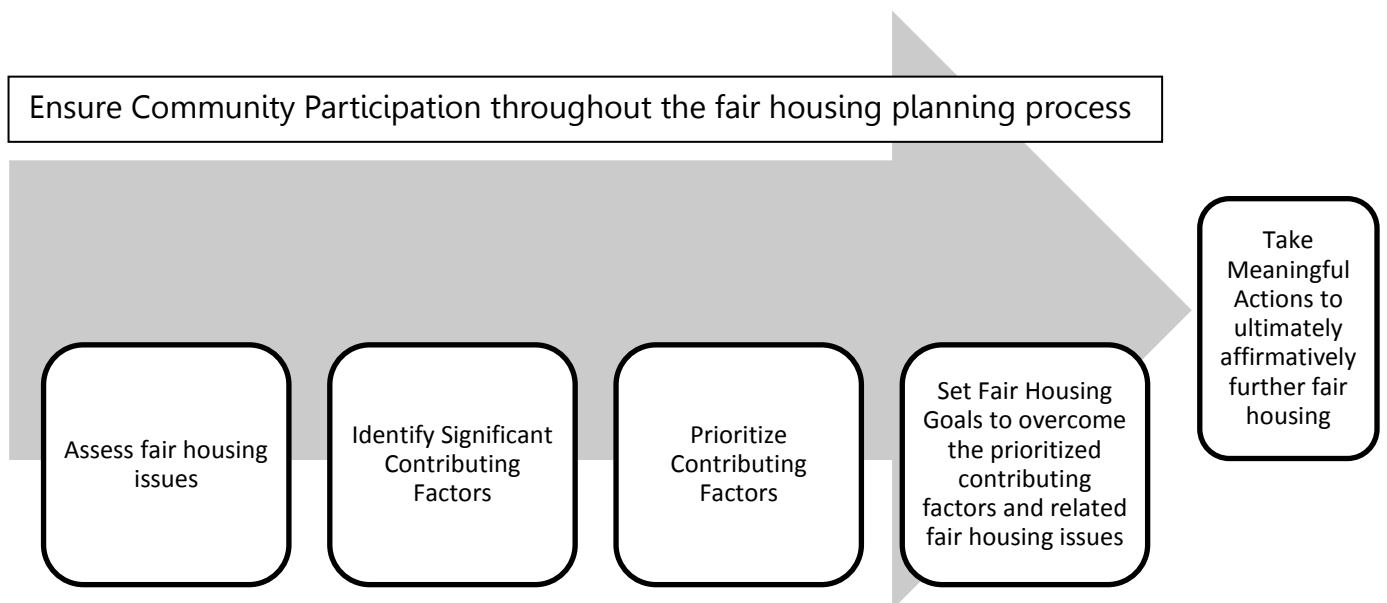 Ensure Community Participation throughout the fair housing planning process
Assess fair housing
issues
Identify Significant
Contributing
Factors
Prioritize
Contributing
Factors
Set Fair Housing
Goals to overcome
the prioritized
contributing
factors and related
fair housing issues
Take
Meaningful
Actions to
ultimately
affirmatively
further fair
housing